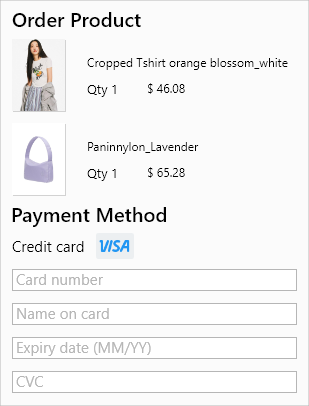 Order Product
Cropped Tshirt orange blossom_white
Qty 1 $ 46.08
Paninnylon_Lavender
Qty 1 $ 65.28
Payment Method
Credit card VISA
Card number
Name on card
Expiry date (MM/YY)
CVC